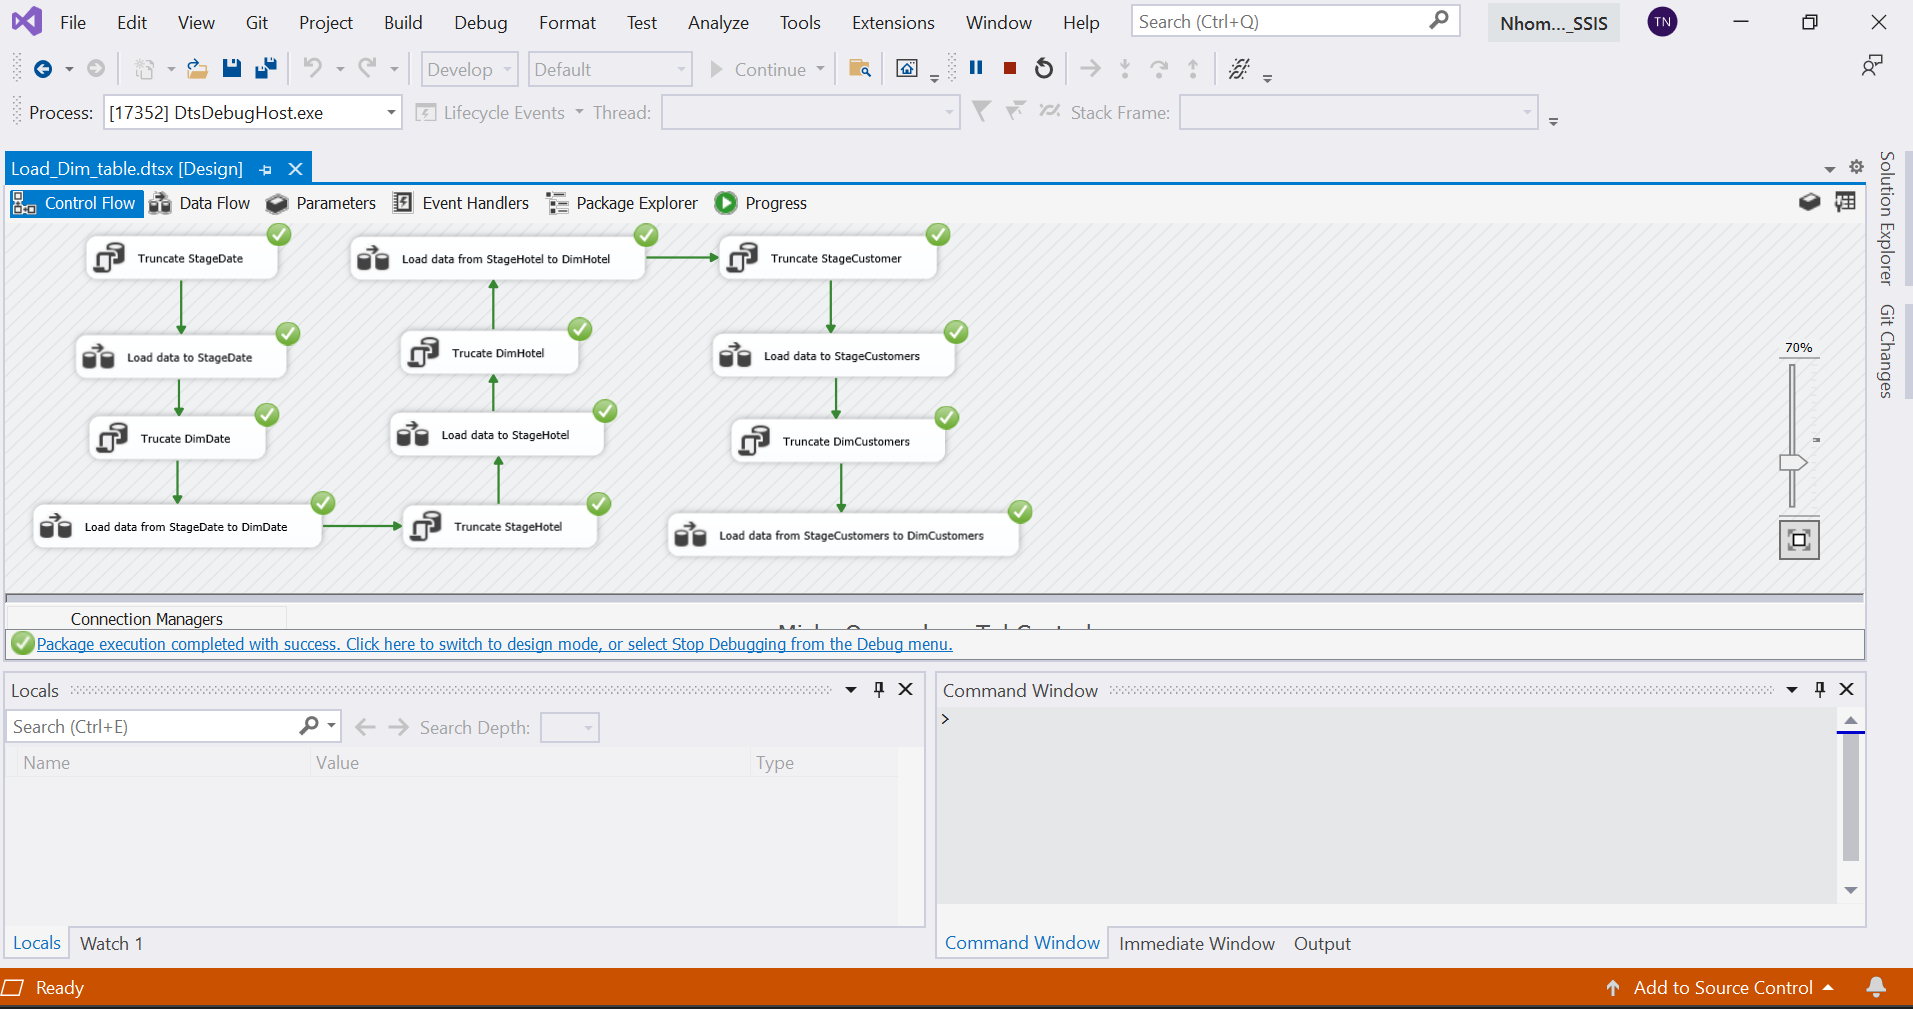 File Edit View Git Project Build Debug Format Test Analyze Tools Extensions Window Help Search (Ctrl+Q) Nhom..._SSIS TN
Develop Default Continue
Process: [17352] DtsDebugHost.exe Lifecycle Events Thread: Stack Frame:
Load_Dim_table.dtsx [Design]
Control Flow Data Flow Parameters Event Handlers Package Explorer Progress
Truncate StageDate
Load data to StageDate
Trucate DimDate
Load data from StageDate to DimDate
Truncate StageHotel
Load data to StageHotel
Trucate DimHotel
Load data from StageHotel to DimHotel
Truncate StageCustomer
Load data to StageCustomers
Truncate DimCustomers
Load data from StageCustomers to DimCustomers
70%
Solution Explorer
Git Changes
Connection Managers
Package execution completed with success. Click here to switch to design mode, or select Stop Debugging from the Debug menu.
Locals
Search (Ctrl+E) Search Depth:
Name Value Type
Locals Watch 1
Command Window
>
Command Window Immediate Window Output
Ready Add to Source Control